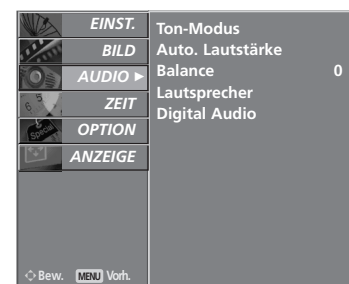 EINST.
BILD
AUDIO ►
ZEIT
OPTION
ANZEIGE
Bew. MENU Vorh.
Ton-Modus
Auto. Lautstärke
Balance 0
Lautsprecher
Digital Audio